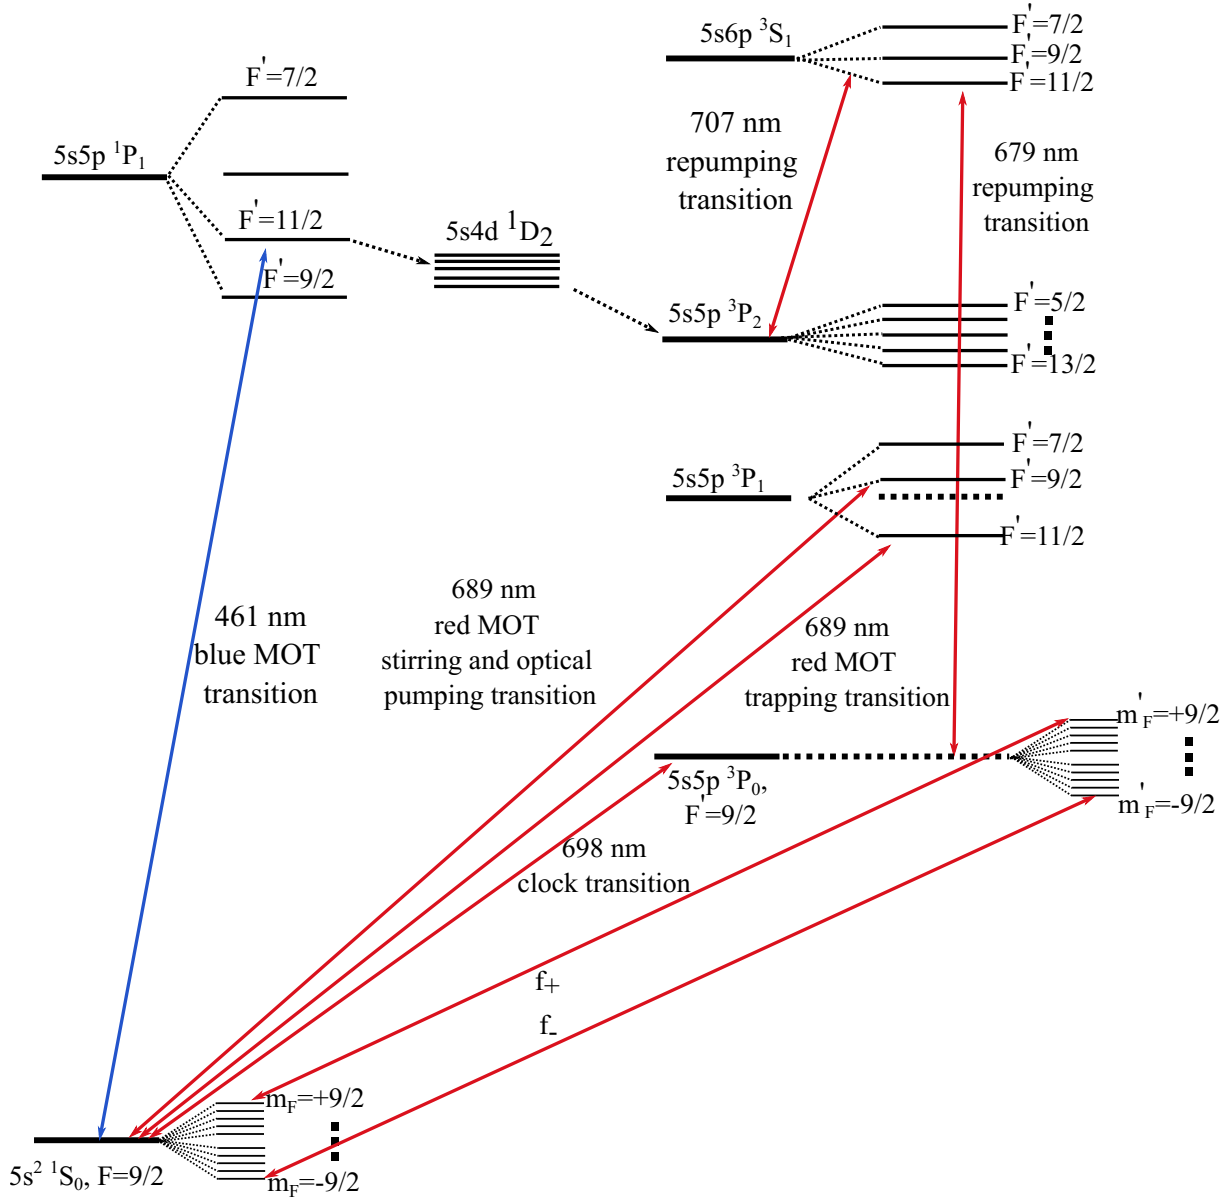 5s6p ³S₁
F'=7/2
F'=9/2
F'=11/2
F'=7/2
5s5p ¹P₁
F'=11/2
F'=9/2
5s4d ¹D₂
707 nm
repumping
transition
679 nm
repumping
transition
5s5p ³P₂
F'=5/2
F'=13/2
5s5p ³P₁
F'=7/2
F'=9/2
F'=11/2
461 nm
blue MOT
transition
689 nm
red MOT
stirring and optical
pumping transition
689 nm
red MOT
trapping transition
5s5p ³P₀,
F'=9/2
m'F=+9/2
m'F=-9/2
698 nm
clock transition
f+
f-
5s² ¹S₀, F=9/2
mF=+9/2
mF=-9/2